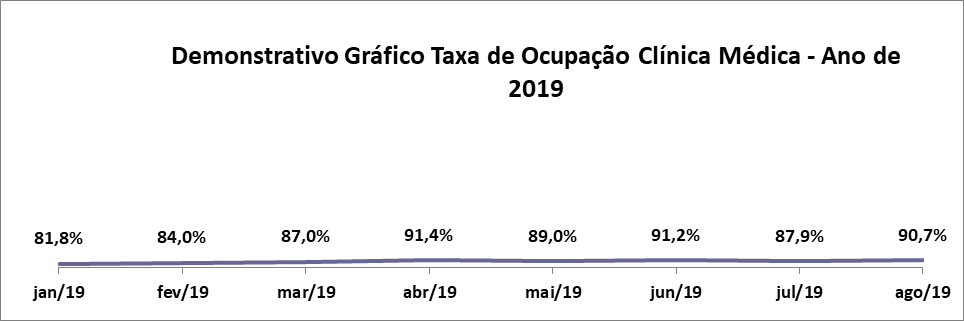 Demonstrativo Gráfico Taxa de Ocupação Clínica Médica - Ano de
2019
81,8% 84,0% 87,0% 91,4% 89,0% 91,2% 87,9% 90,7%
jan/19 fev/19 mar/19 abr/19 mai/19 jun/19 jul/19 ago/19